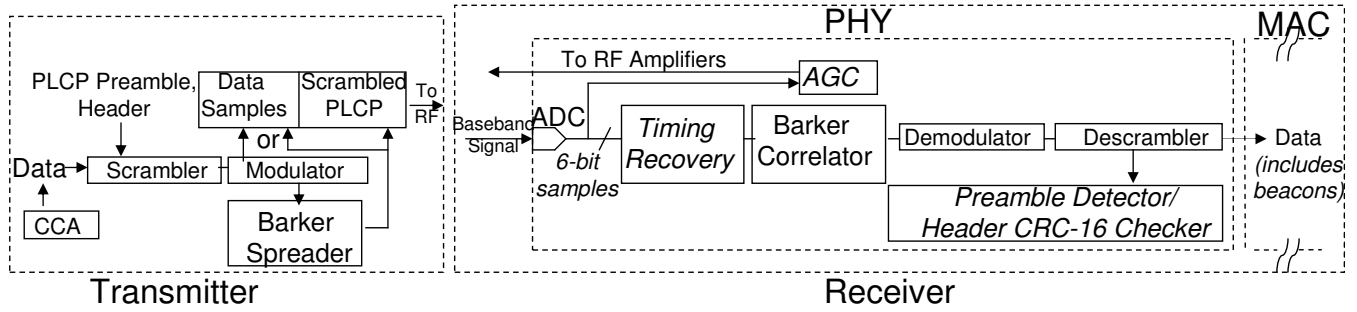 PLCP Preamble,
Header
Data
Samples
Scrambled
PLCP
To
RF
or
Data
Scrambler
Modulator
CCA
Barker
Spreader
Transmitter
PHY
MAC
To RF Amplifiers
AGC
ADC
Baseband
Signal
6-bit
samples
Timing
Recovery
Barker
Correlator
Demodulator
Descrambler
Data
(includes
beacons)
Preamble Detector/
Header CRC-16 Checker
Receiver